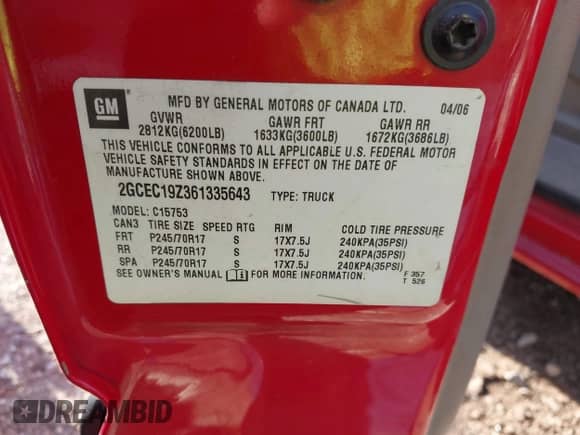 GM
MFD BY GENERAL MOTORS OF CANADA LTD. 04/06
GVWR GAWR FRT GAWR RR
2812KG(6200LB) 1633KG(3600LB) 1672KG(3686LB)
THIS VEHICLE CONFORMS TO ALL APPLICABLE U.S. FEDERAL MOTOR
VEHICLE SAFETY STANDARDS IN EFFECT ON THE DATE OF
MANUFACTURE SHOWN ABOVE.
2GCEC19Z361335643 TYPE: TRUCK
MODEL: C15753
CAN3 TIRE SIZE SPEED RTG RIM COLD TIRE PRESSURE
FRT P245/70R17 S 17X7.5J 240KPA(35PSI)
RR P245/70R17 S 17X7.5J 240KPA(35PSI)
SPA P245/70R17 S 17X7.5J 240KPA(35PSI)
SEE OWNER'S MANUAL FOR MORE INFORMATION. F 357
T 526
DREAMBID